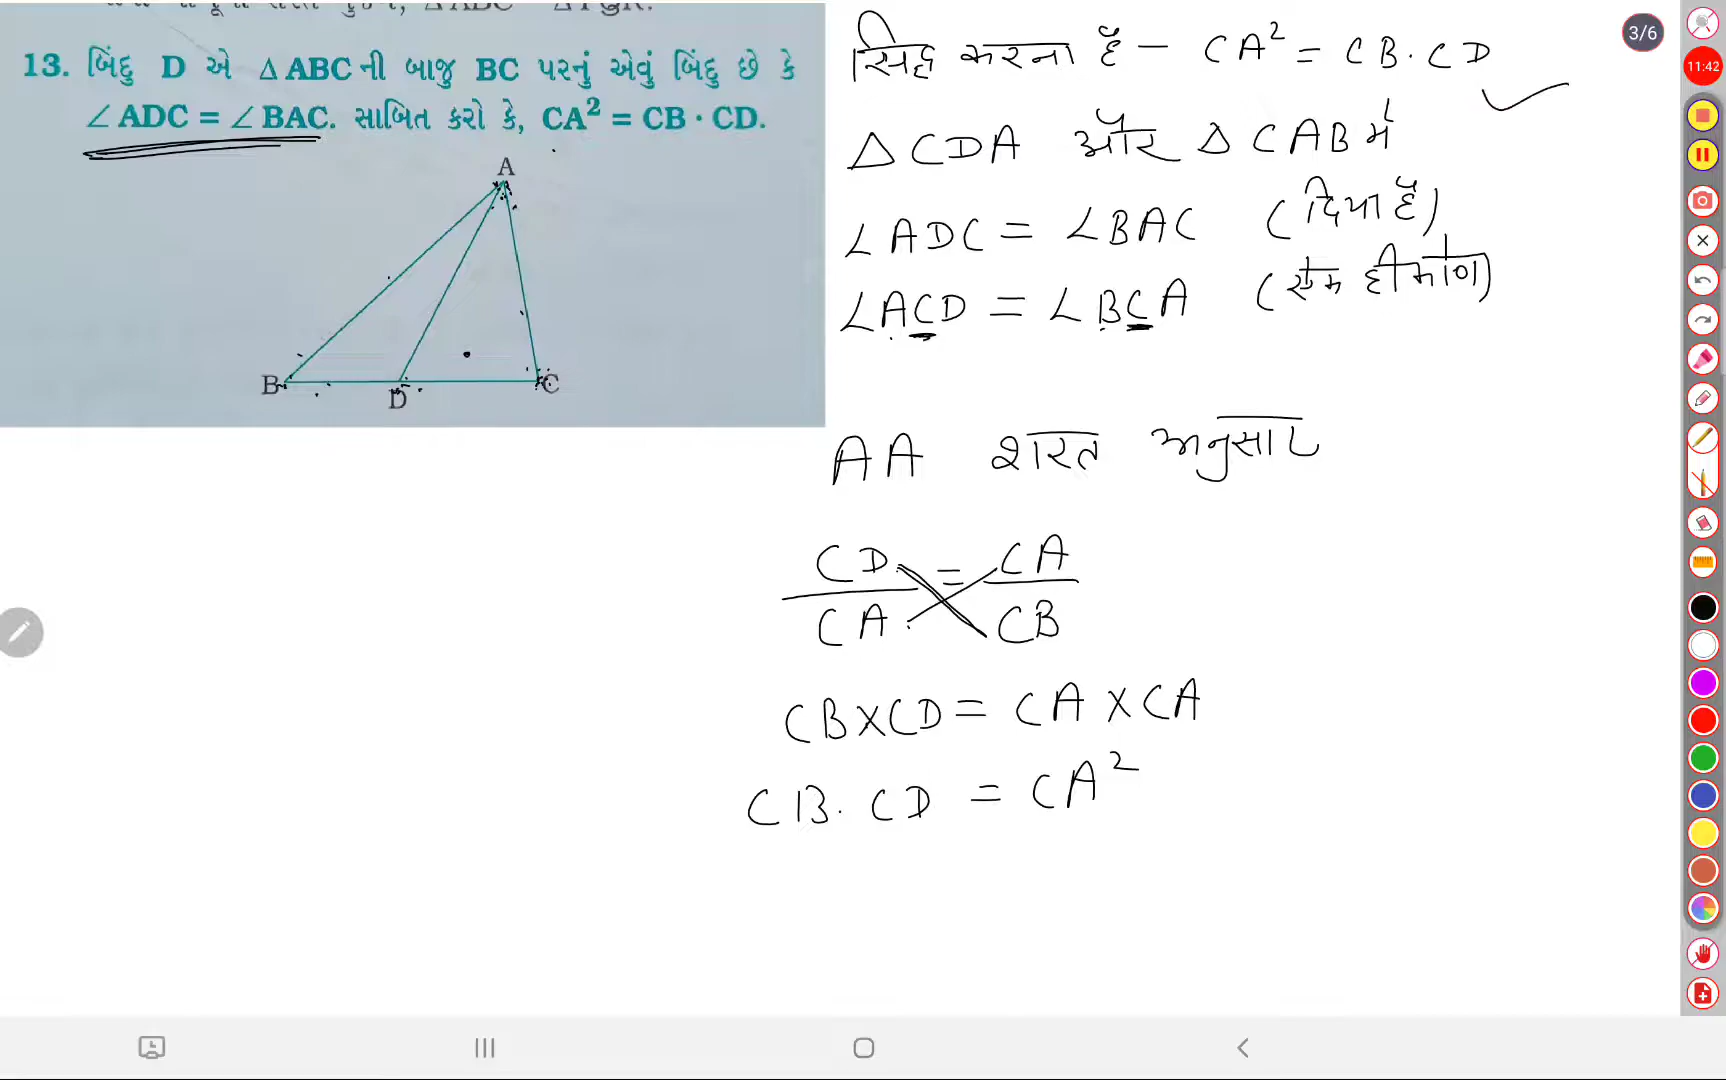 13. બિંદુ D એ △ ABC ની બાજુ BC પરનું એવું બિંદુ છે કે
∠ ADC = ∠ BAC. સાબિત કરો કે, CA² = CB · CD.
A
B
D
C
सिद्ध करना है - CA² = CB.CD
△ CDA और △ CAB में
∠ADC = ∠BAC (दिया है)
∠ACD = ∠BCA
AA शरत अनुसार
CD = CA
CA CB
CB×CD = CA × CA
CB. CD = CA²
3/6
11:42